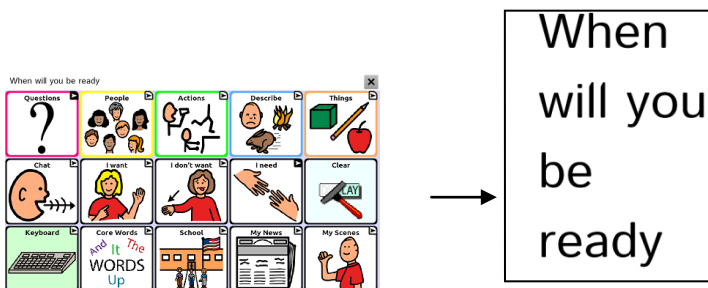 When will you be ready
Questions People Actions Describe Things
Chat I want I don't want I need Clear
PLAY
Keyboard Core Words School My News My Scenes
And It The
WORDS
Up
When
will you
be
ready